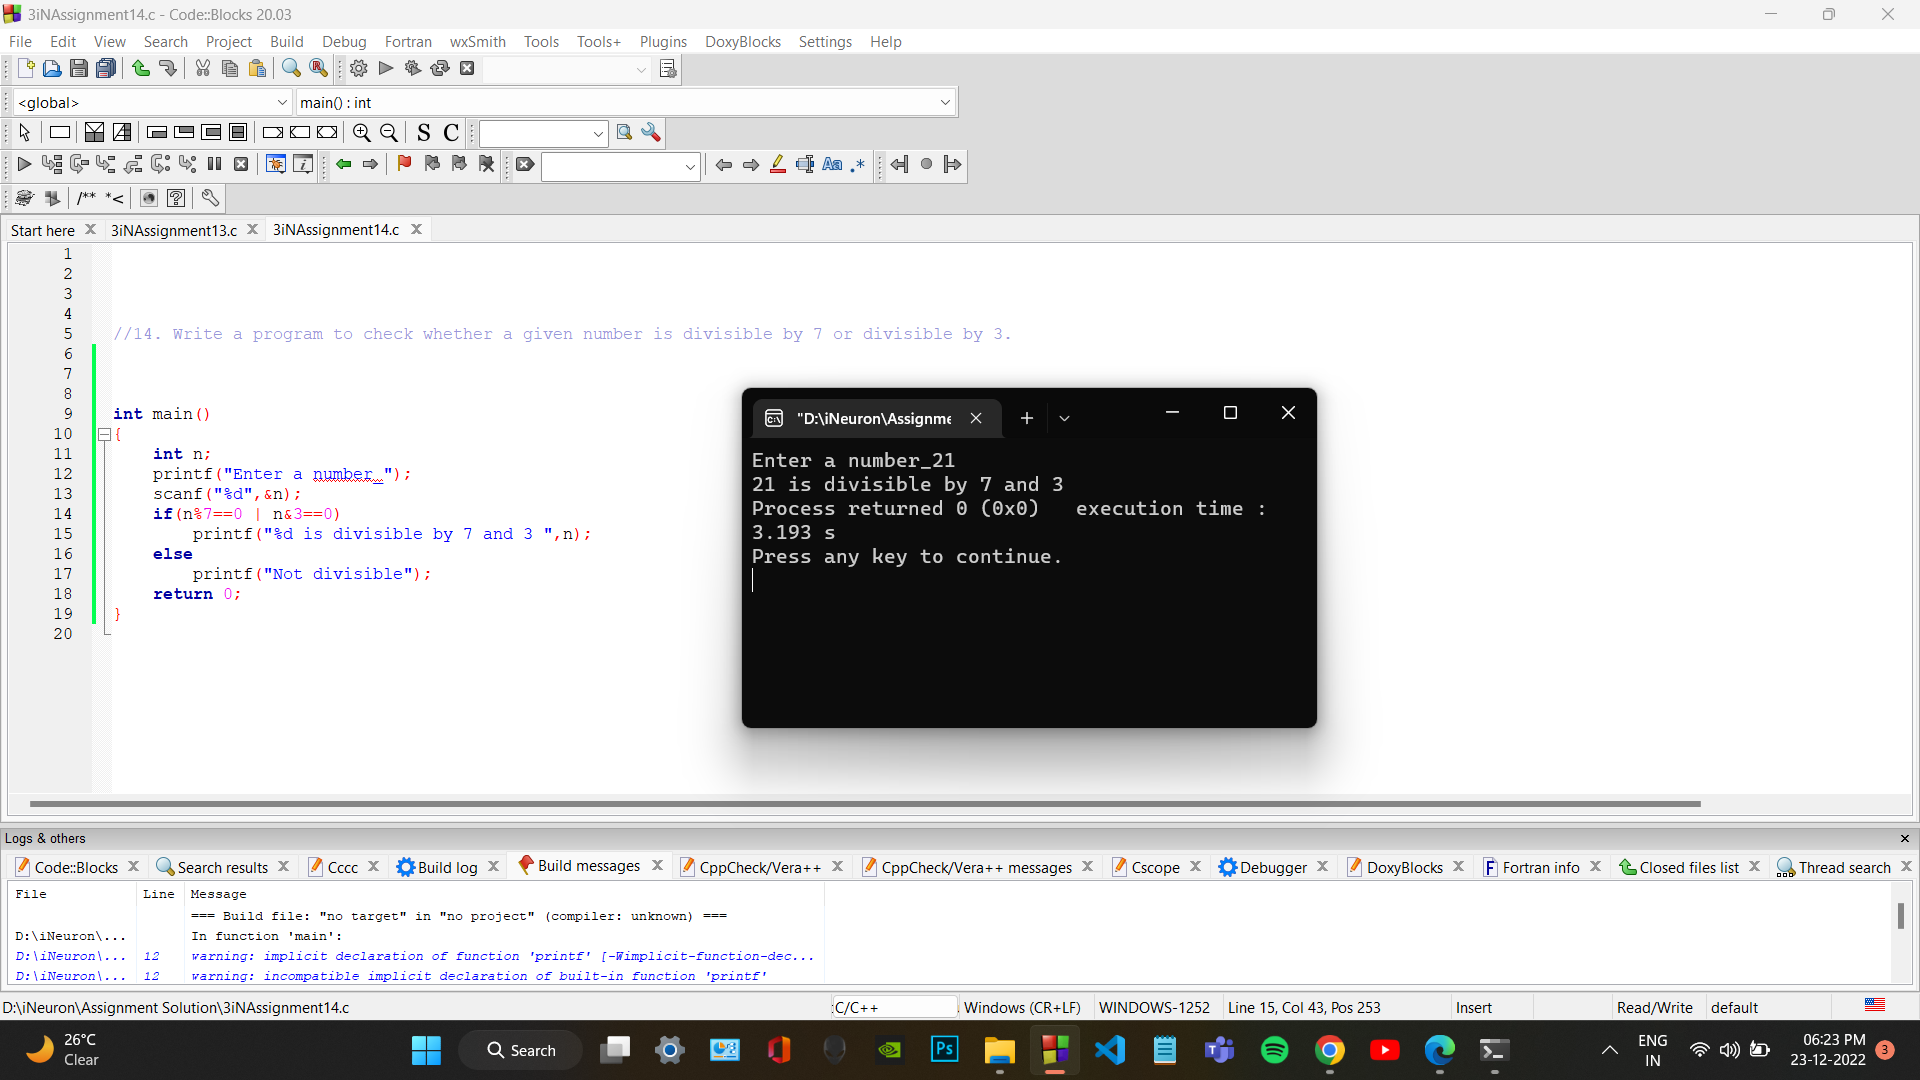 3iNAssignment14.c - Code::Blocks 20.03
File Edit View Search Project Build Debug Fortran wxSmith Tools Tools+ Plugins DoxyBlocks Settings Help
<global> main() : int
S C
Aa .*
/** *<
Start here 3iNAssignment13.c 3iNAssignment14.c
1
2
3
4
5 //14. Write a program to check whether a given number is divisible by 7 or divisible by 3.
6
7
8
9 int main()
10 {
11 int n;
12 printf("Enter a number_");
13 scanf("%d",&n);
14 if(n%7==0 | n&3==0)
15 printf("%d is divisible by 7 and 3 ",n);
16 else
17 printf("Not divisible");
18 return 0;
19 }
20
"D:\iNeuron\Assignme
Enter a number_21
21 is divisible by 7 and 3
Process returned 0 (0x0) execution time :
3.193 s
Press any key to continue.
Logs & others
Code::Blocks Search results Cccc Build log Build messages CppCheck/Vera++ CppCheck/Vera++ messages Cscope Debugger DoxyBlocks Fortran info Closed files list Thread search
File Line Message
=== Build file: "no target" in "no project" (compiler: unknown) ===
D:\iNeuron\... In function 'main':
D:\iNeuron\... 12 warning: implicit declaration of function 'printf' [-Wimplicit-function-dec...
D:\iNeuron\... 12 warning: incompatible implicit declaration of built-in function 'printf'
D:\iNeuron\Assignment Solution\3iNAssignment14.c C/C++ Windows (CR+LF) WINDOWS-1252 Line 15, Col 43, Pos 253 Insert Read/Write default
26°C
Clear
Search
Ps
ENG
IN
06:23 PM
23-12-2022
3